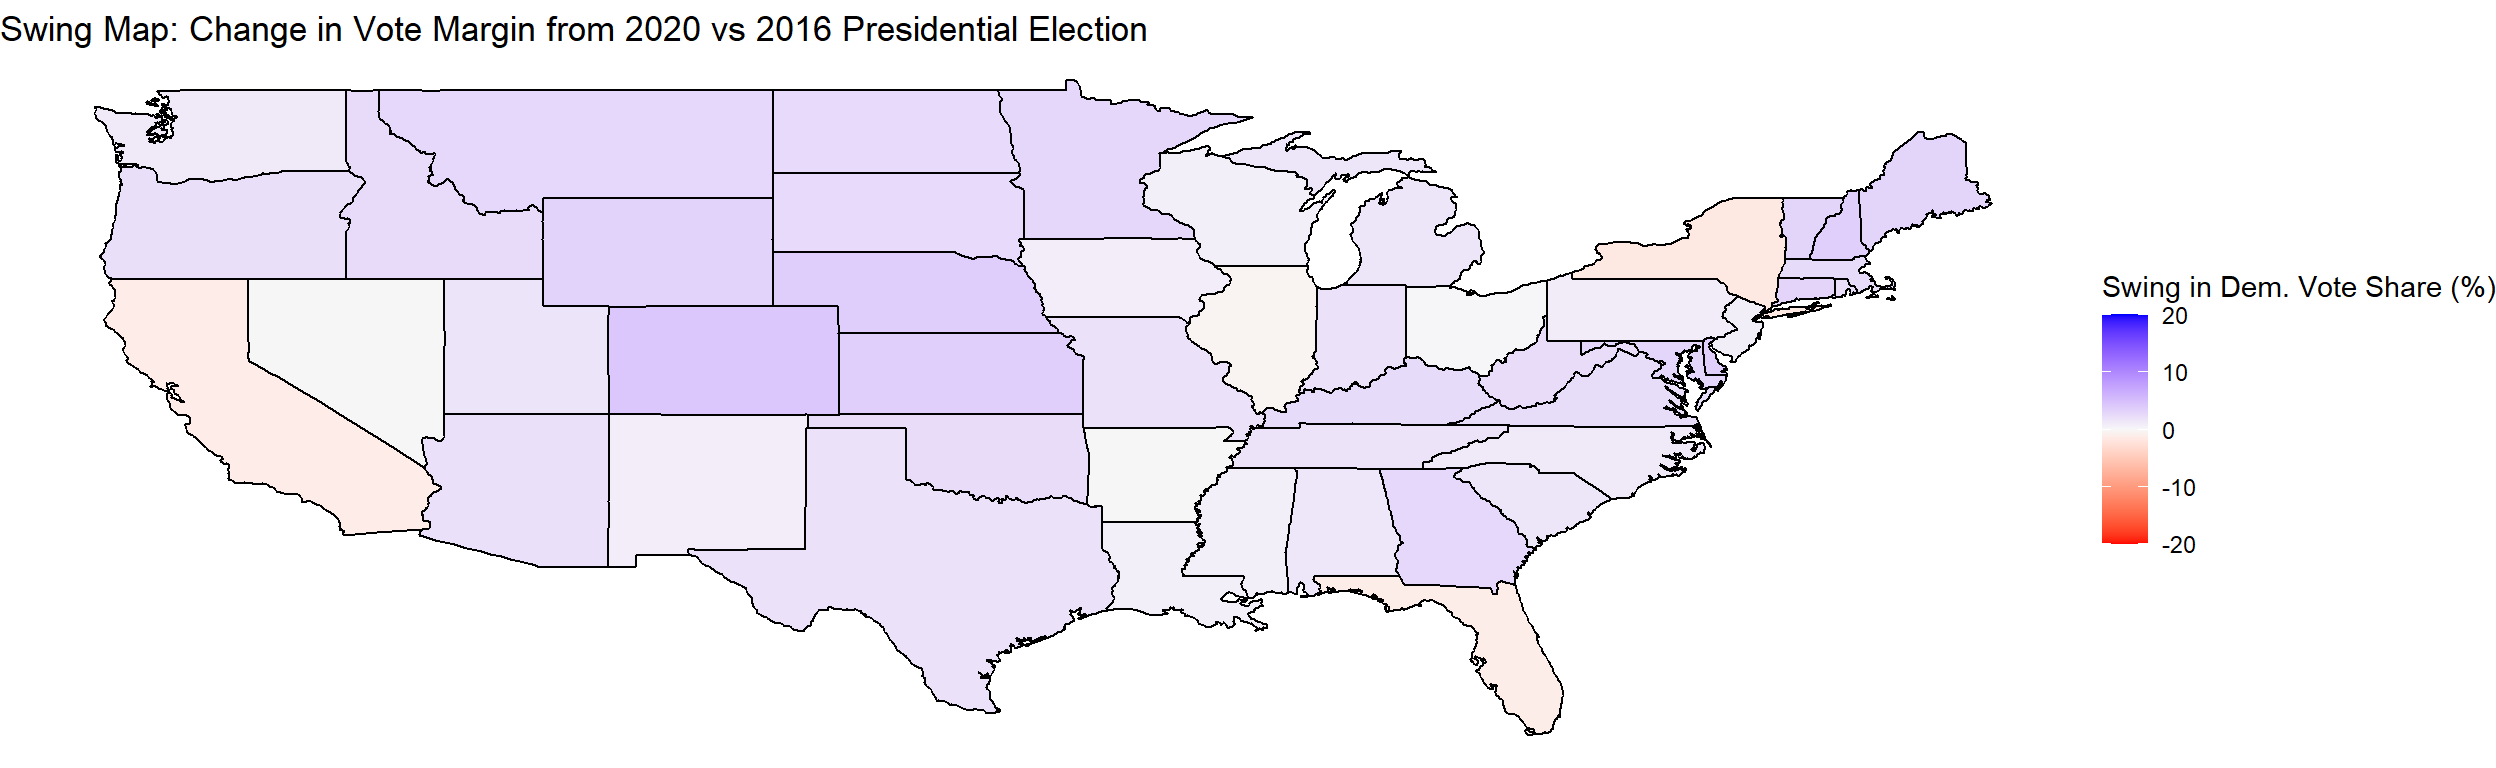 Swing Map: Change in Vote Margin from 2020 vs 2016 Presidential Election
Swing in Dem. Vote Share (%)
20
10
0
-10
-20